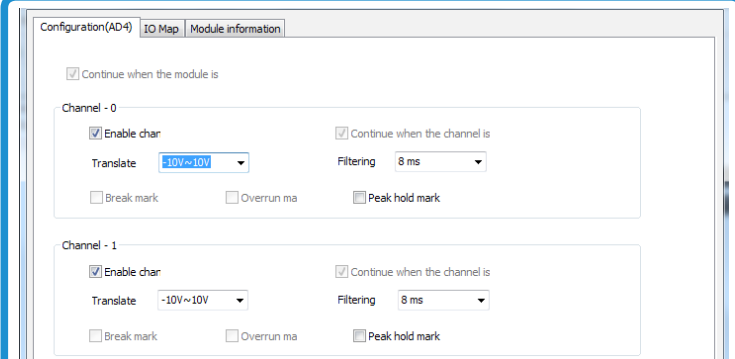 Configuration(AD4) IO Map Module information
Continue when the module is
Channel - 0
Enable char Continue when the channel is
Translate -10V~10V Filtering 8 ms
Break mark Overrun ma Peak hold mark
Channel - 1
Enable char Continue when the channel is
Translate -10V~10V Filtering 8 ms
Break mark Overrun ma Peak hold mark